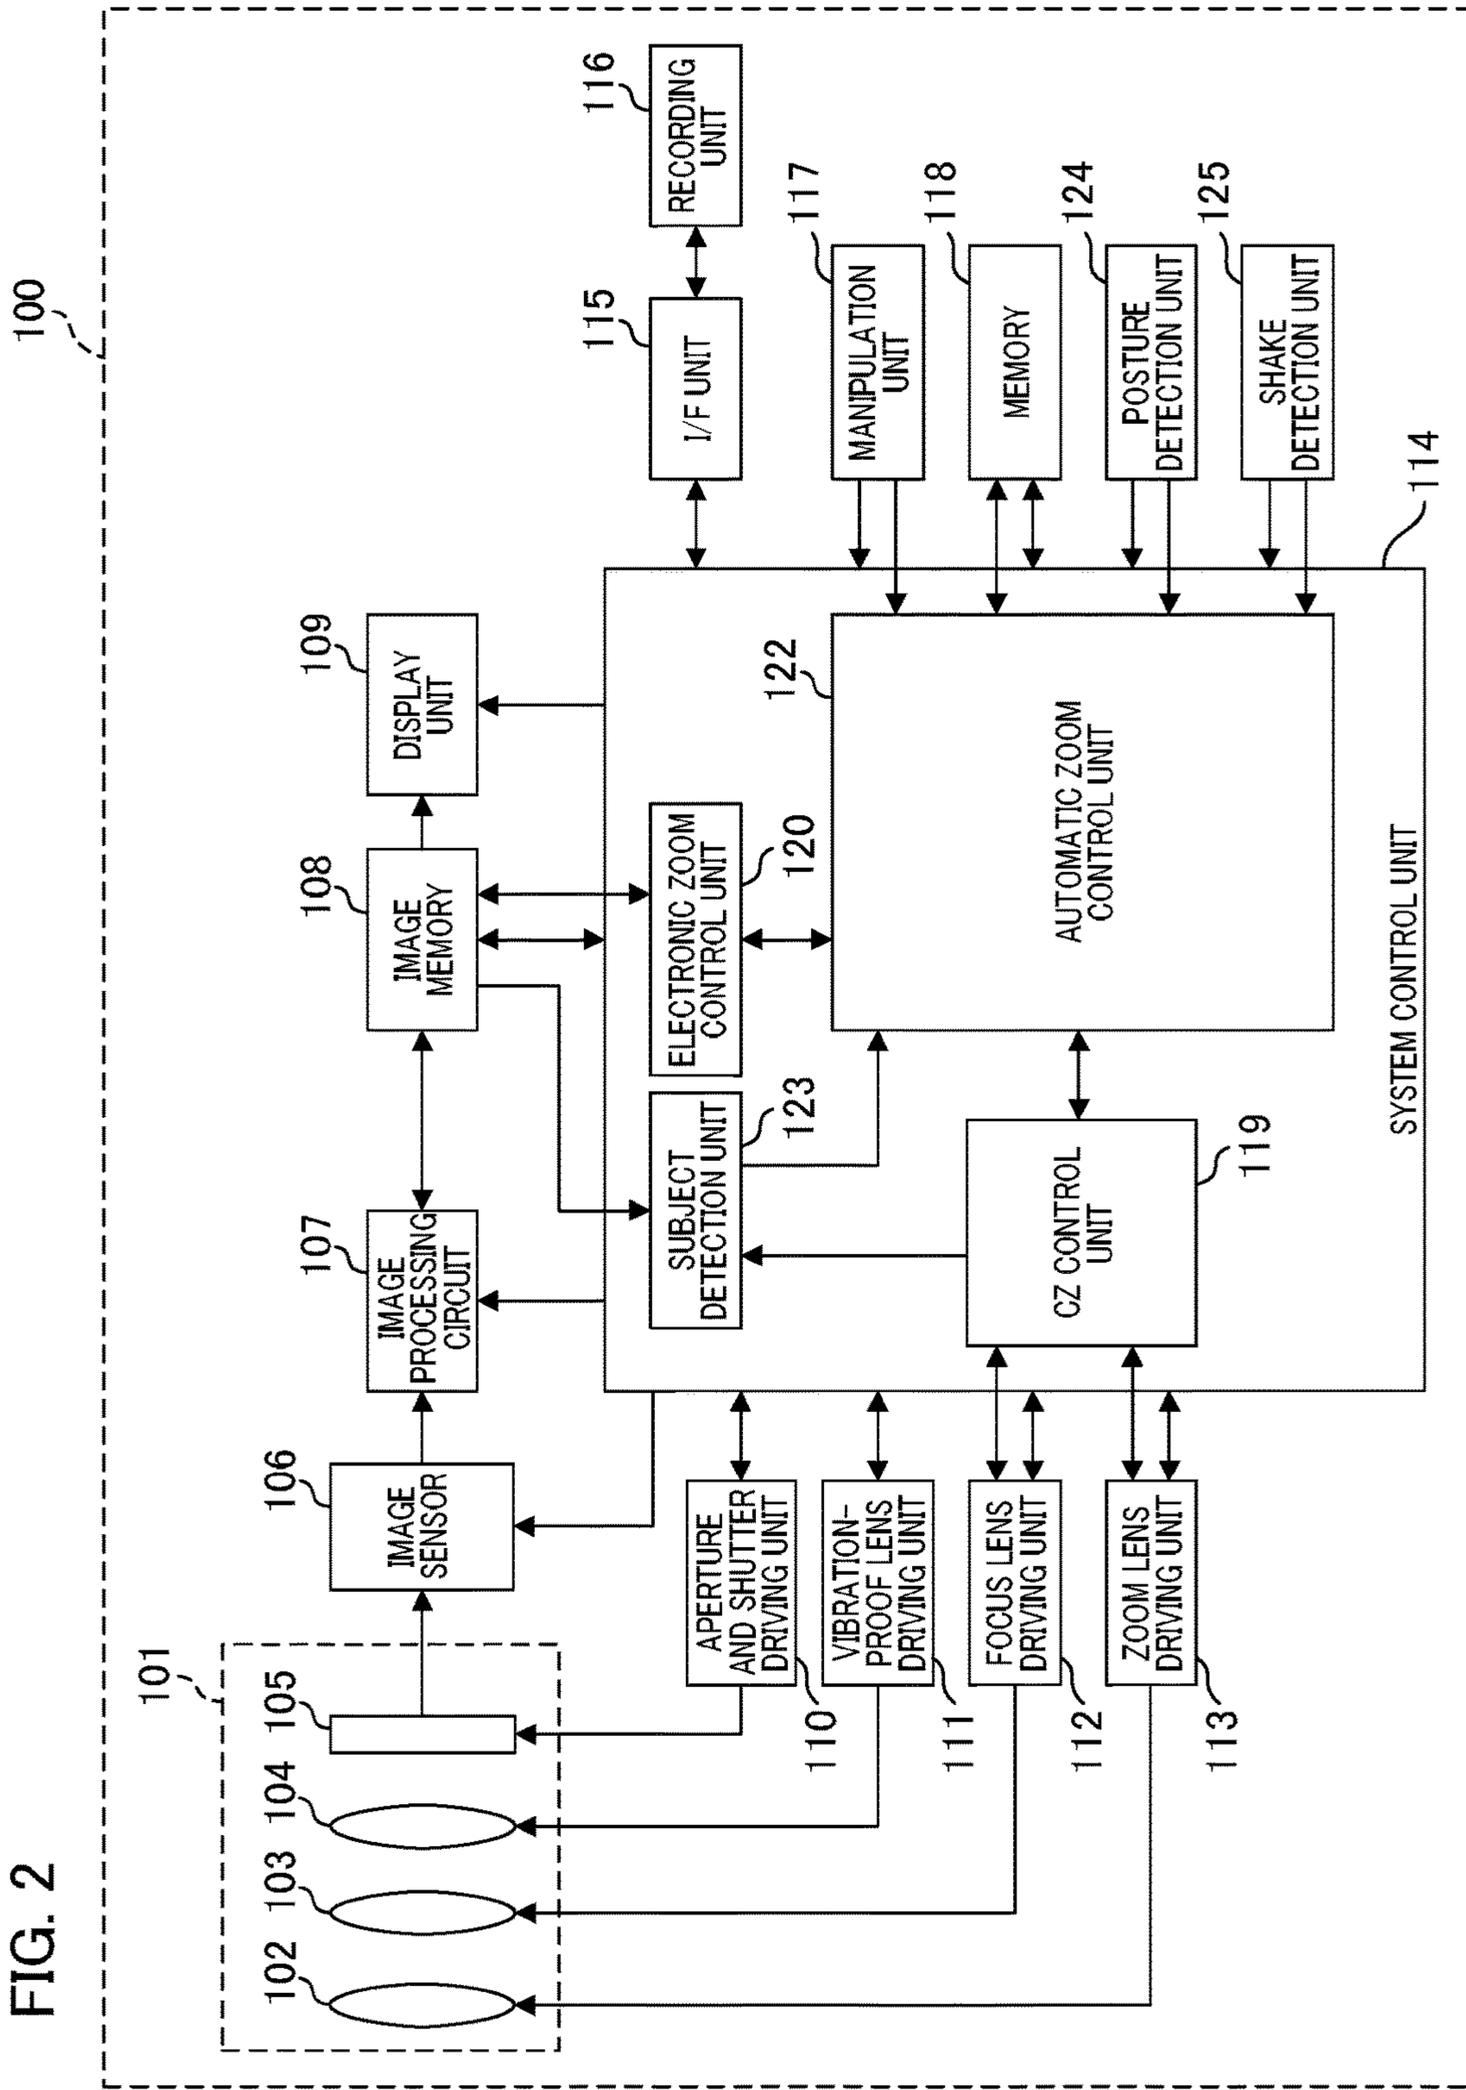 FIG. 2
100
101
102
103
104
105
106
IMAGE
SENSOR
107
IMAGE
PROCESSING
CIRCUIT
108
IMAGE
MEMORY
109
DISPLAY
UNIT
115
I/F UNIT
116
RECORDING
UNIT
110
APERTURE
AND SHUTTER
DRIVING UNIT
111
VIBRATION-
PROOF LENS
DRIVING UNIT
112
FOCUS LENS
DRIVING UNIT
113
ZOOM LENS
DRIVING UNIT
SUBJECT
DETECTION UNIT
123
ELECTRONIC ZOOM
CONTROL UNIT
120
CZ CONTROL
UNIT
119
122
AUTOMATIC ZOOM
CONTROL UNIT
SYSTEM CONTROL UNIT
114
117
MANIPULATION
UNIT
118
MEMORY
124
POSTURE
DETECTION UNIT
125
SHAKE
DETECTION UNIT